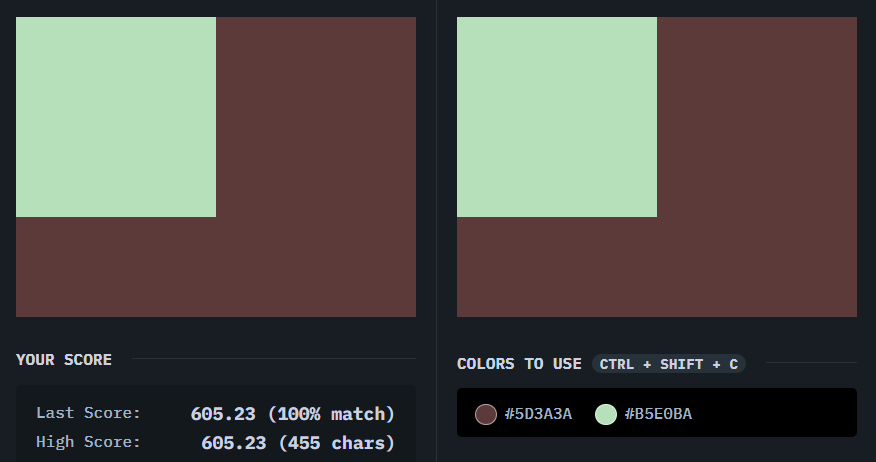 YOUR SCORE
Last Score: 605.23 (100% match)
High Score: 605.23 (455 chars)
COLORS TO USE CTRL + SHIFT + C
#5D3A3A #B5E0BA